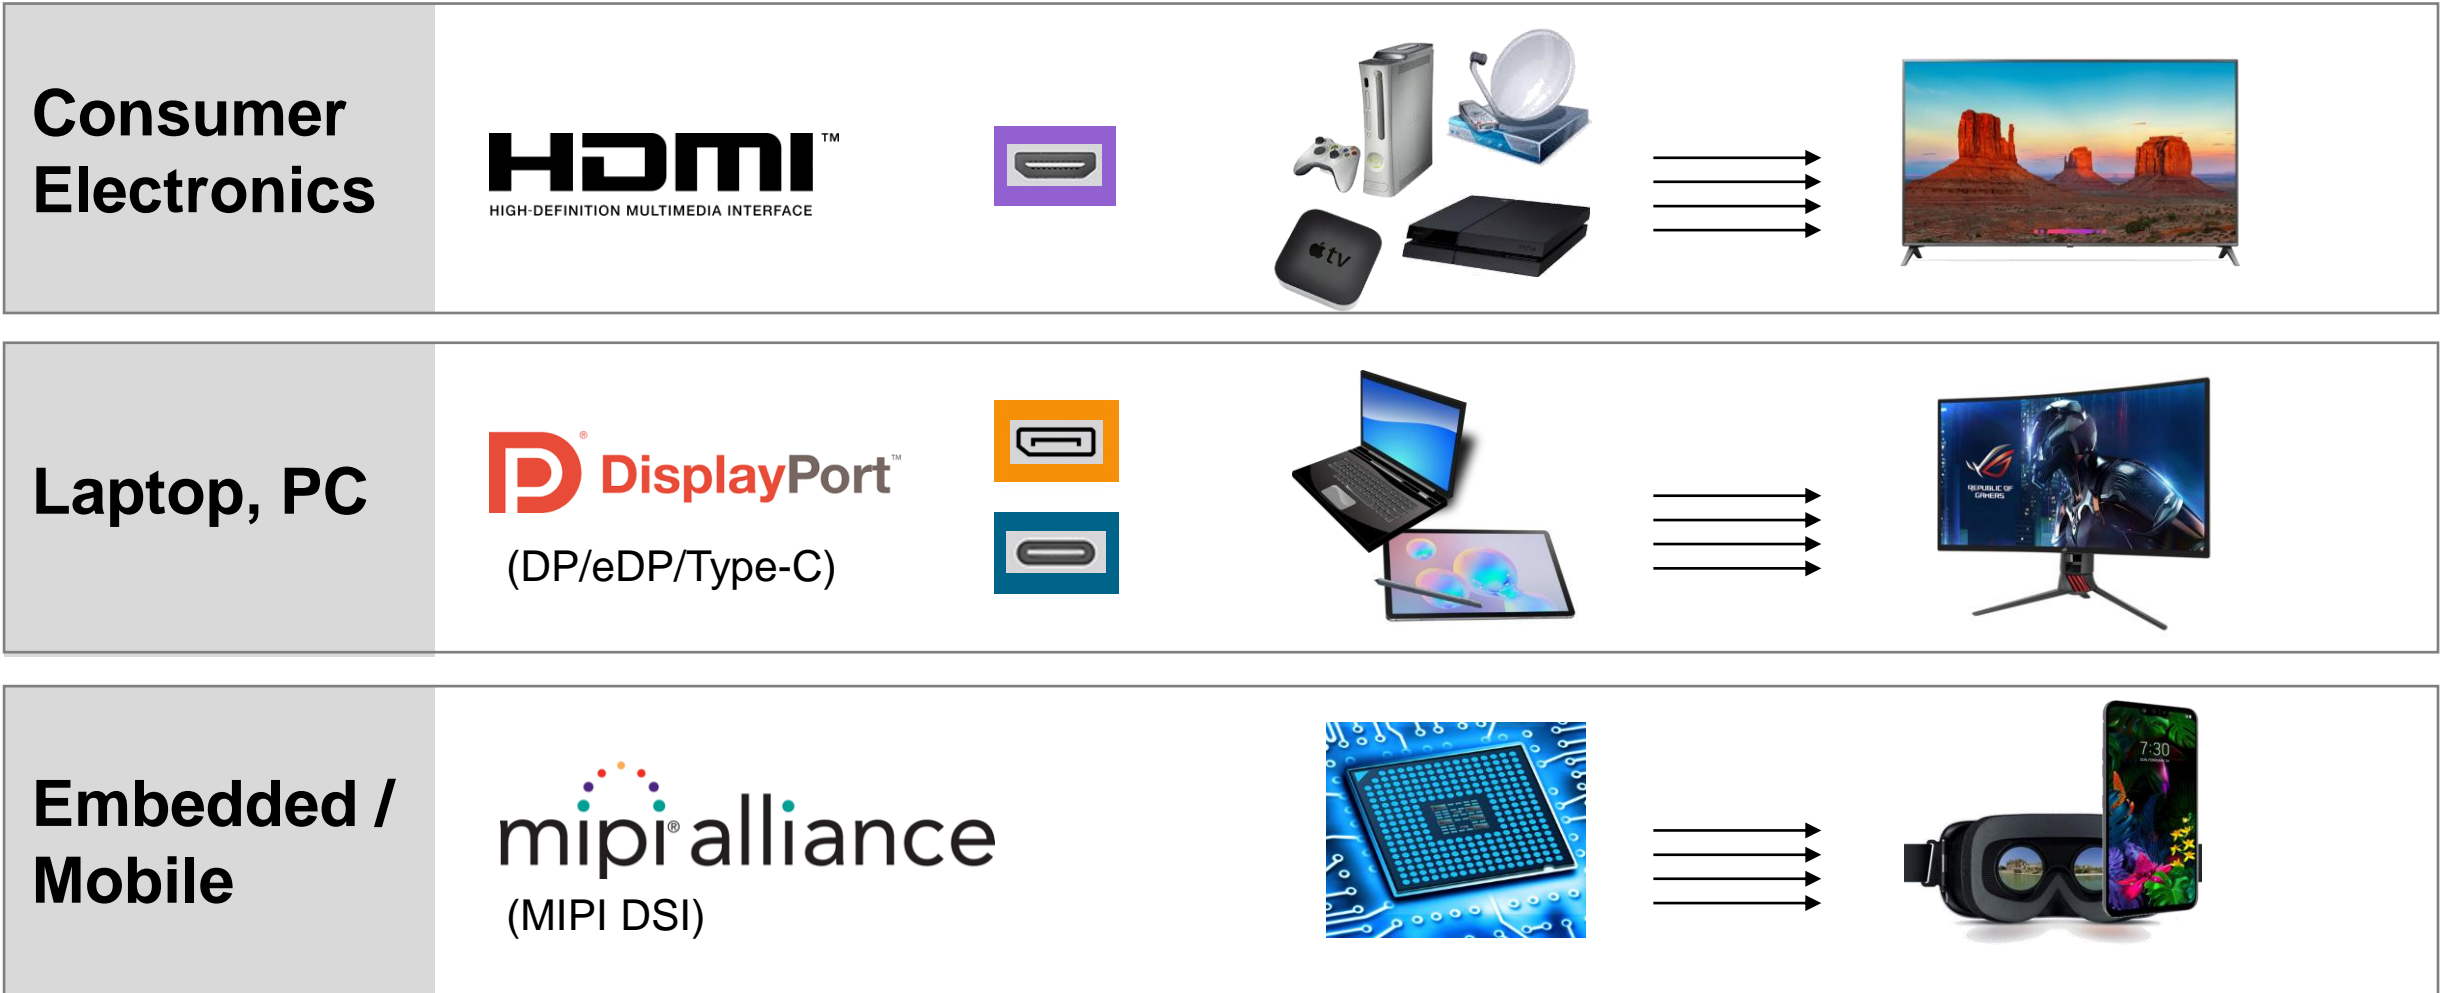 Consumer
Electronics
HDMI™
HIGH-DEFINITION MULTIMEDIA INTERFACE
tv
Laptop, PC
DisplayPort™
(DP/eDP/Type-C)
REPUBLIC OF
GAMERS
Embedded /
Mobile
mipi® alliance
(MIPI DSI)
7:30